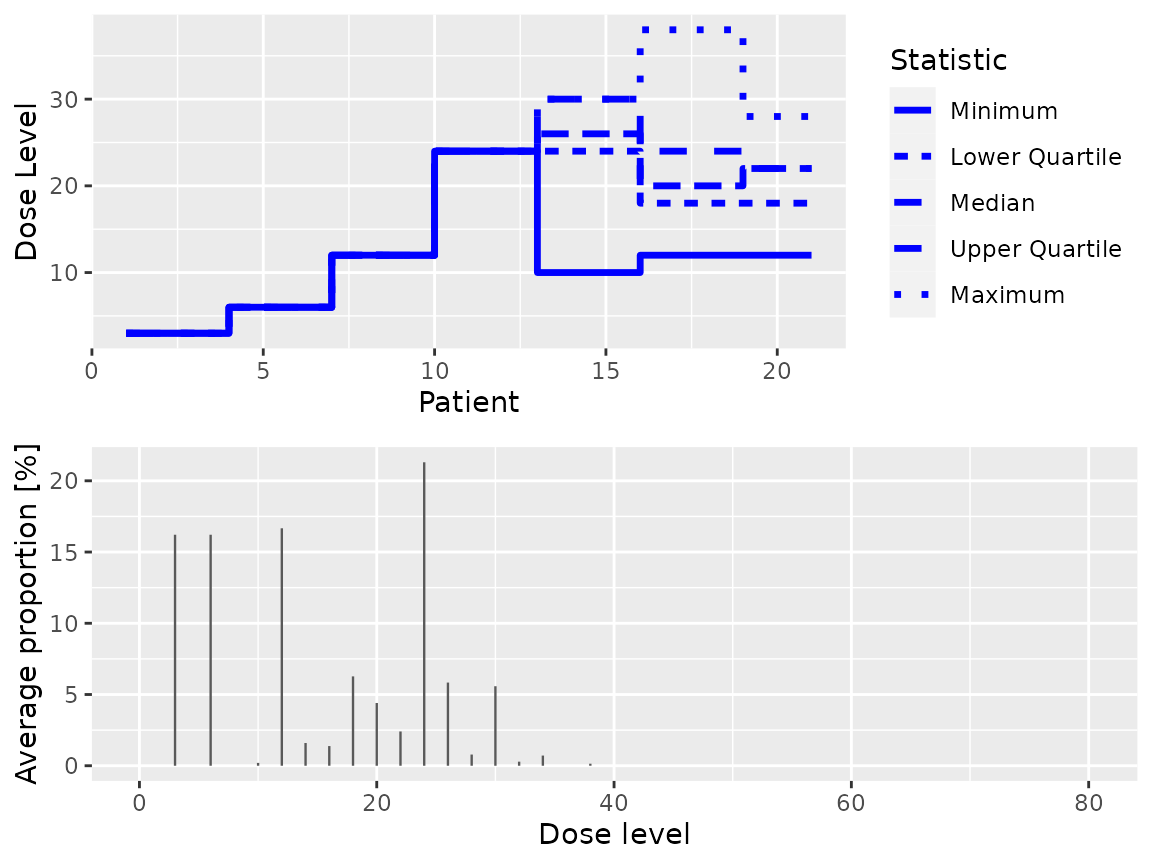 30
20
10
Dose Level
0 5 10 15 20
Patient
Statistic
Minimum
Lower Quartile
Median
Upper Quartile
Maximum
20
15
10
5
0
Average proportion [%]
0 20 40 60 80
Dose level